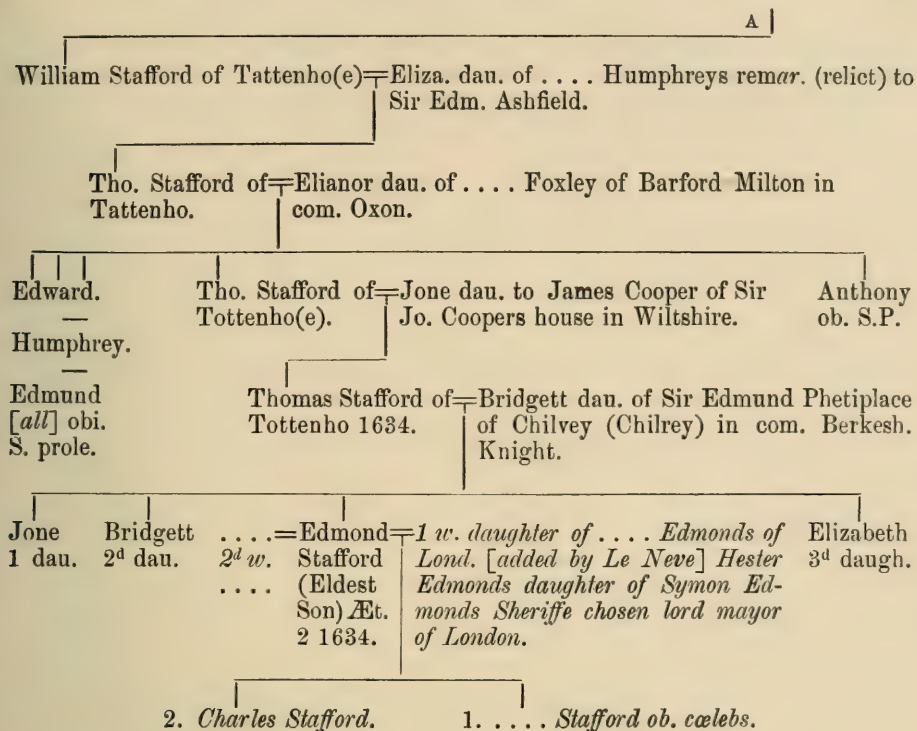 A
William Stafford of Tattenho(e)=Eliza. dau. of .... Humphreys remar. (relict) to
Sir Edm. Ashfield.
Tho. Stafford of=Elianor dau. of .... Foxley of Barford Milton in
Tattenho. com. Oxon.
Edward. Tho. Stafford of=Jone dau. to James Cooper of Sir Anthony
Tottenho(e). Jo. Coopers house in Wiltshire. ob. S.P.
—
Humphrey.
—
Edmund Thomas Stafford of=Bridgett dau. of Sir Edmund Phetiplace
[all] obi. Tottenho 1634. of Chilvey (Chilrey) in com. Berkesh.
S. prole. Knight.
Jone Bridgett ....=Edmond=1 w. daughter of .... Edmonds of Elizabeth
1 dau. 2d dau. 2d w. Stafford Lond. [added by Le Neve] Hester 3d daugh.
.... (Eldest Edmonds daughter of Symon Ed-
Son) Æt. monds Sheriffe chosen lord mayor
2 1634. of London.
2. Charles Stafford. 1. .... Stafford ob. cælebs.